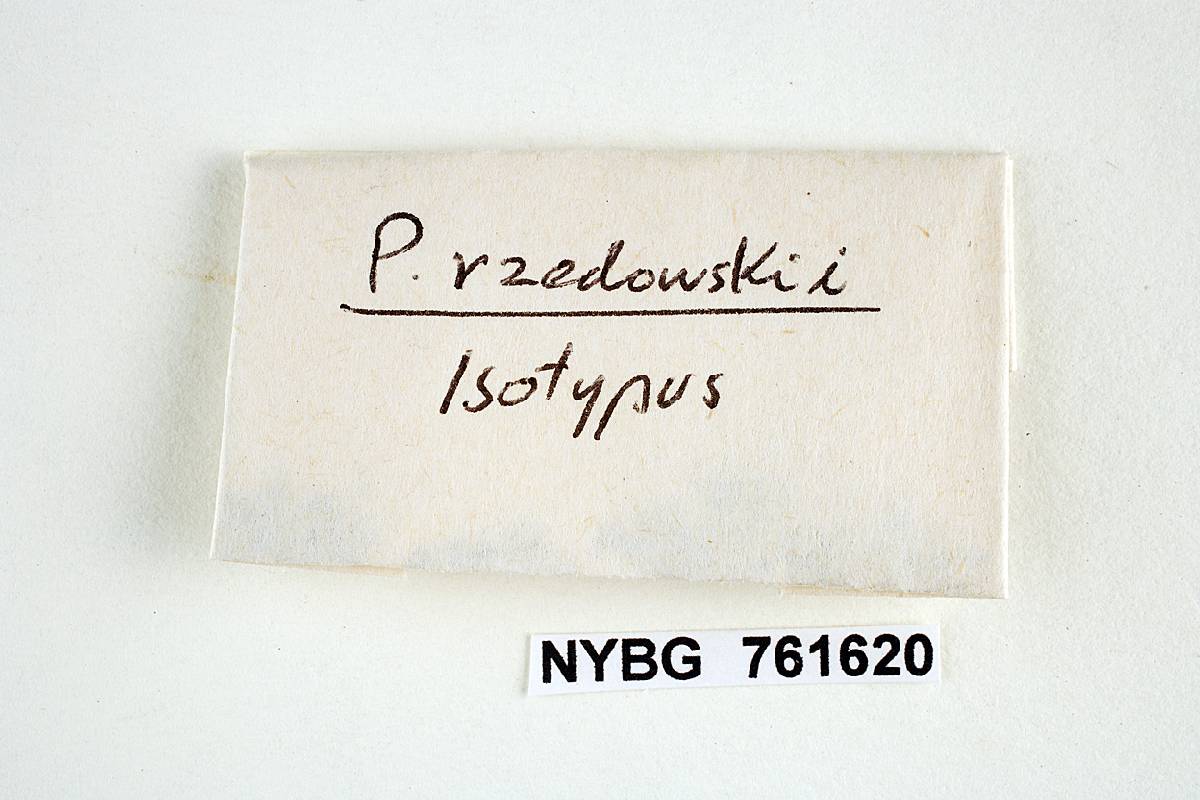 P. rzedowskii
Isotypus
NYBG 761620